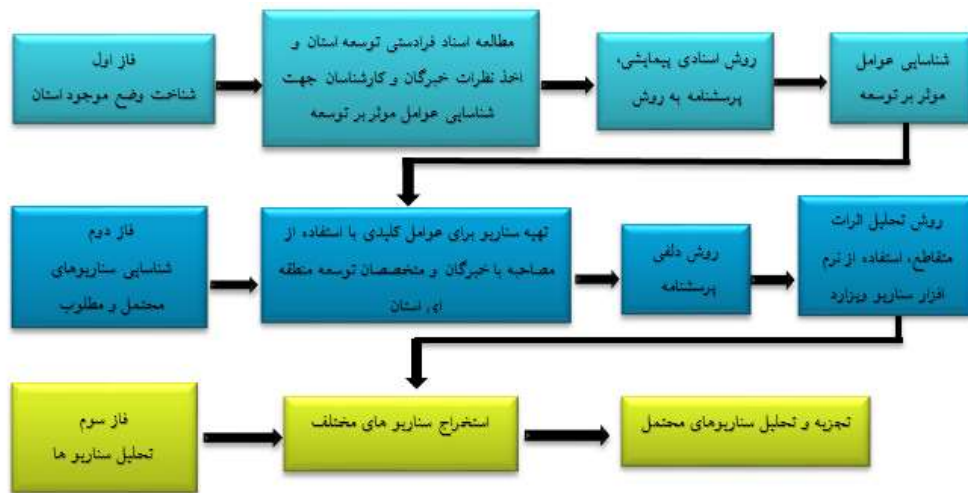 فاز اول
شناخت وضع موجود استان
مطالعه اسناد فرادستی توسعه استان و
اخذ نظرات خبرگان و کارشناسان جهت
شناسایی عوامل موثر بر توسعه
روش اسنادی پیمایشی،
پرسشنامه به روش
شناسایی عوامل
موثر بر توسعه
فاز دوم
شناسایی سناریوهای
محتمل و مطلوب
تهیه سناریو برای عوامل کلیدی با استفاده از
مصاحبه با خبرگان و متخصصان توسعه منطقه
ای استان
روش دلفی
پرسشنامه
روش تحلیل اثرات
متقاطع، استفاده از نرم
افزار سناریو ویزارد
فاز سوم
تحلیل سناریو ها
استخراج سناریو های مختلف
تجزیه و تحلیل سناریوهای محتمل